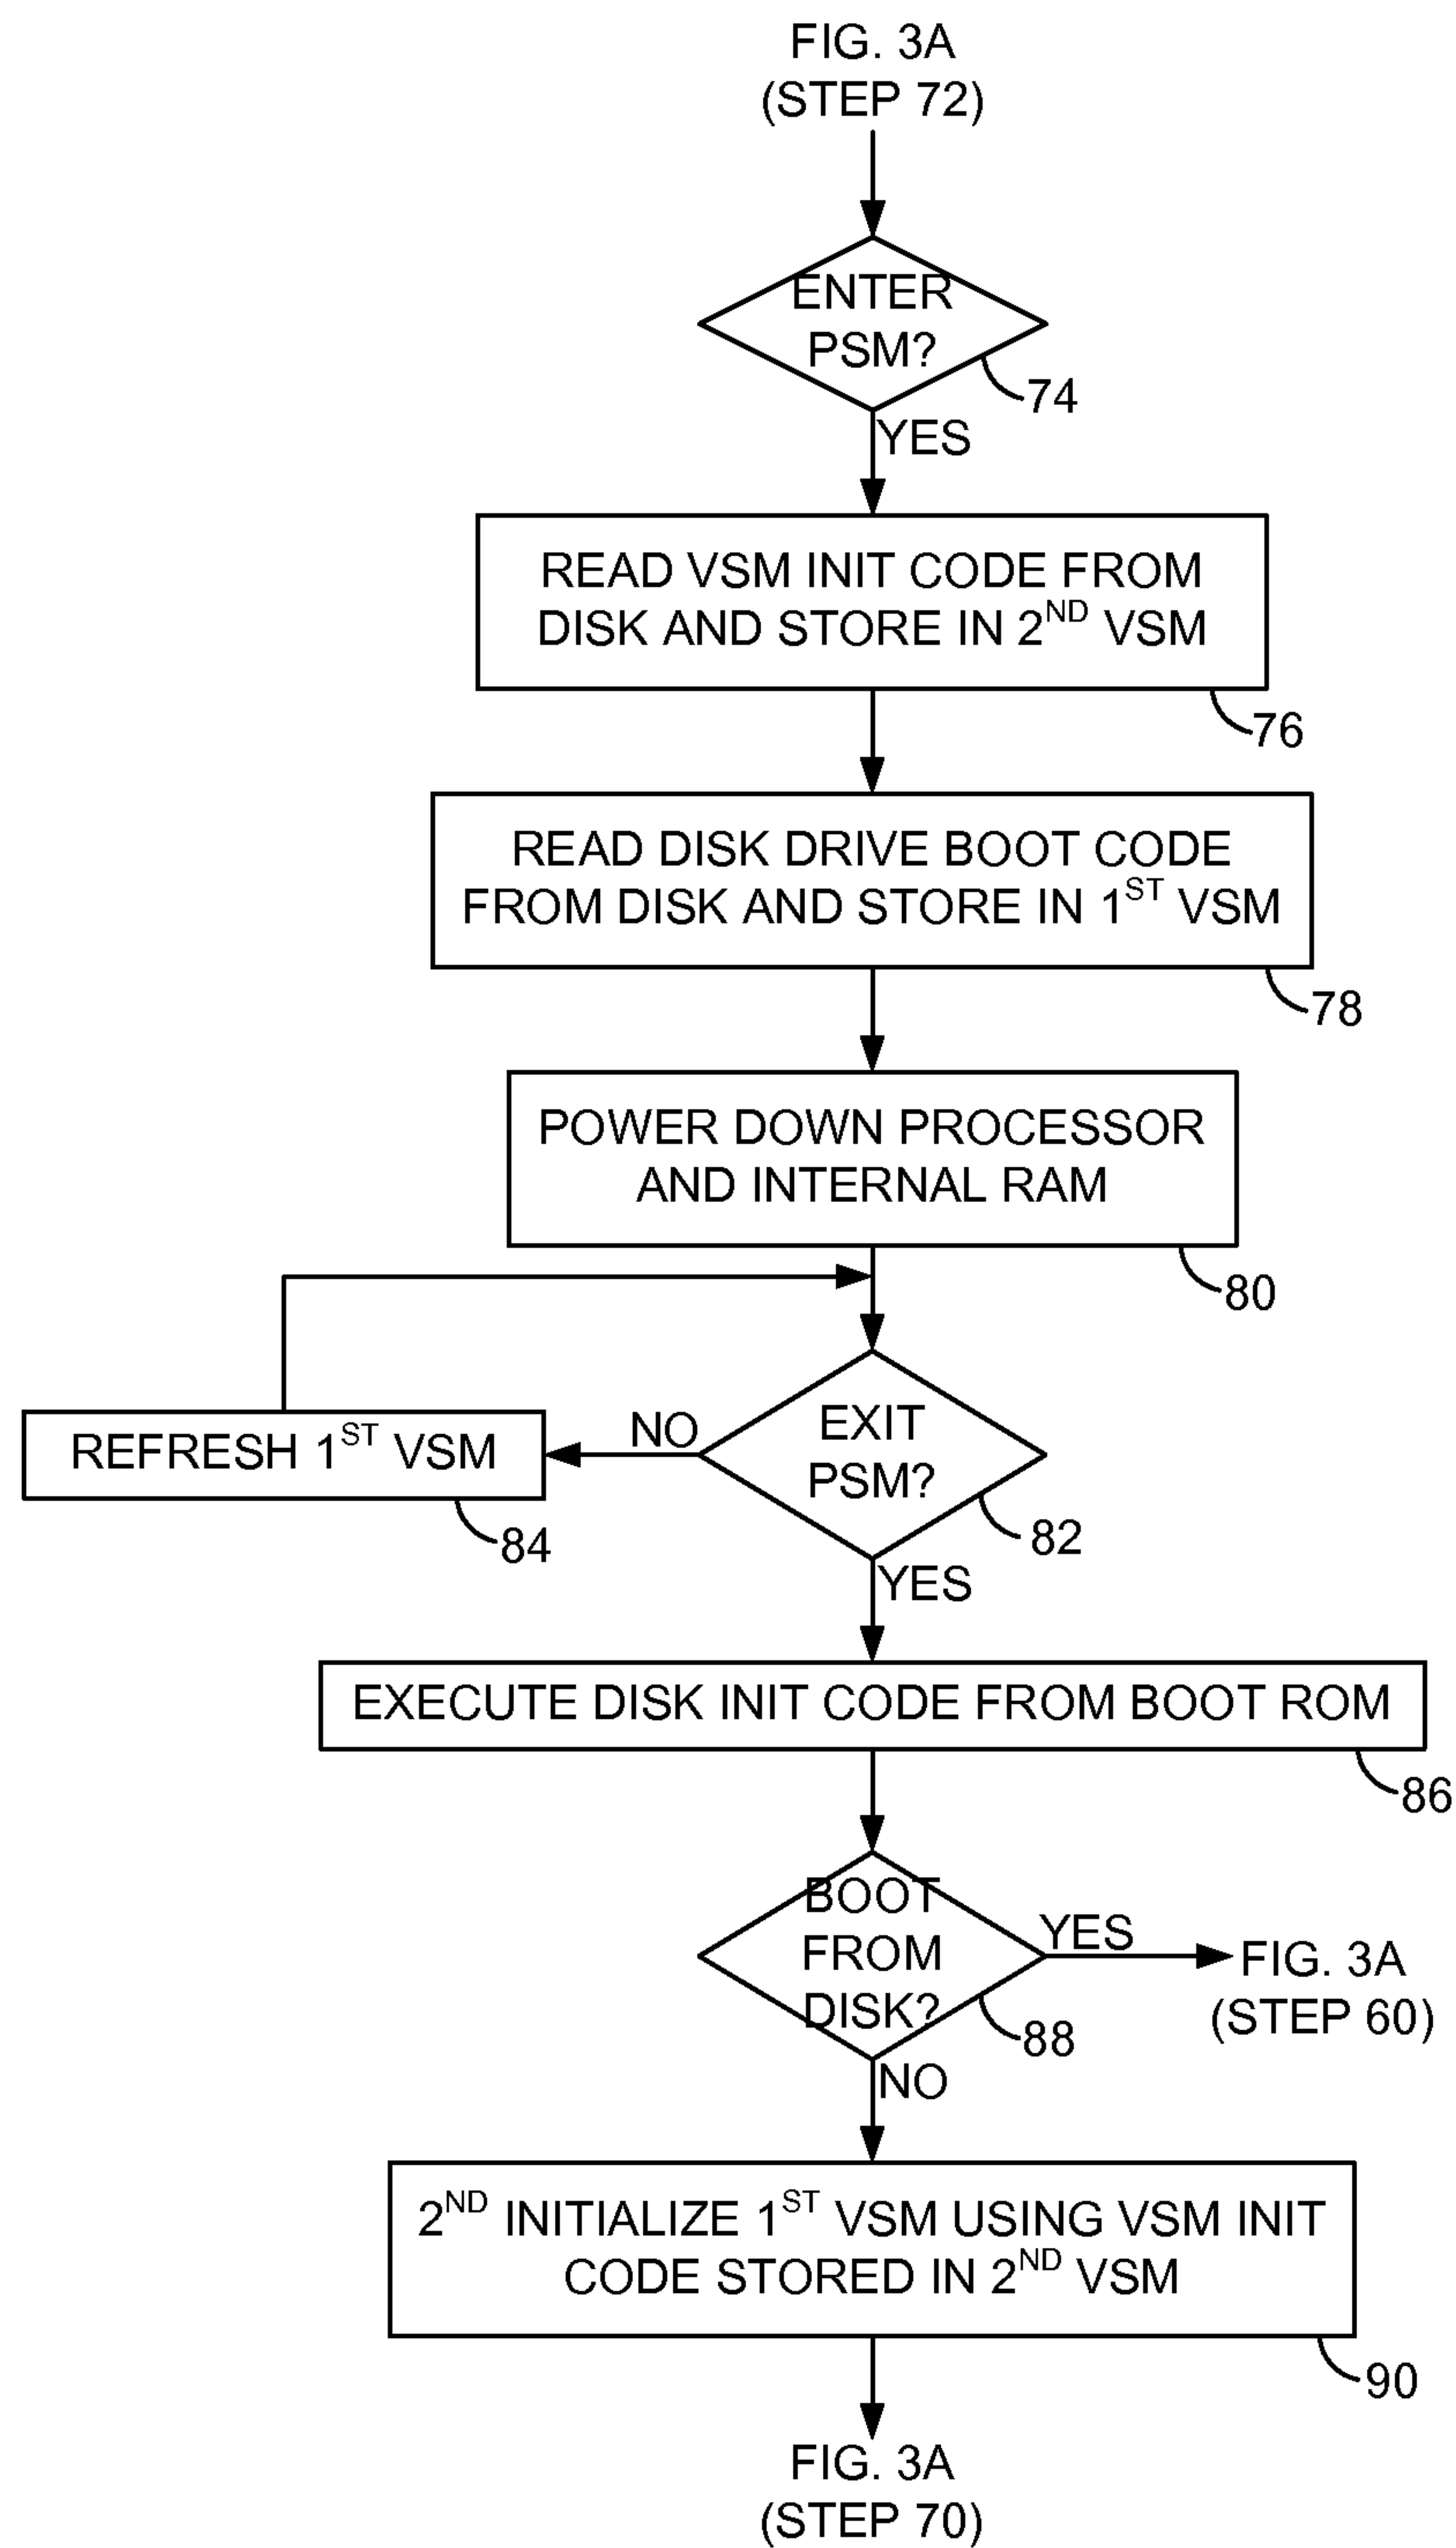 FIG. 3A
(STEP 72)
ENTER
PSM?
74
YES
READ VSM INIT CODE FROM
DISK AND STORE IN 2ND VSM
76
READ DISK DRIVE BOOT CODE
FROM DISK AND STORE IN 1ST VSM
78
POWER DOWN PROCESSOR
AND INTERNAL RAM
80
EXIT
PSM?
82
NO
REFRESH 1ST VSM
84
YES
EXECUTE DISK INIT CODE FROM BOOT ROM
86
BOOT
FROM
DISK?
88
YES
FIG. 3A
(STEP 60)
NO
2ND INITIALIZE 1ST VSM USING VSM INIT
CODE STORED IN 2ND VSM
90
FIG. 3A
(STEP 70)